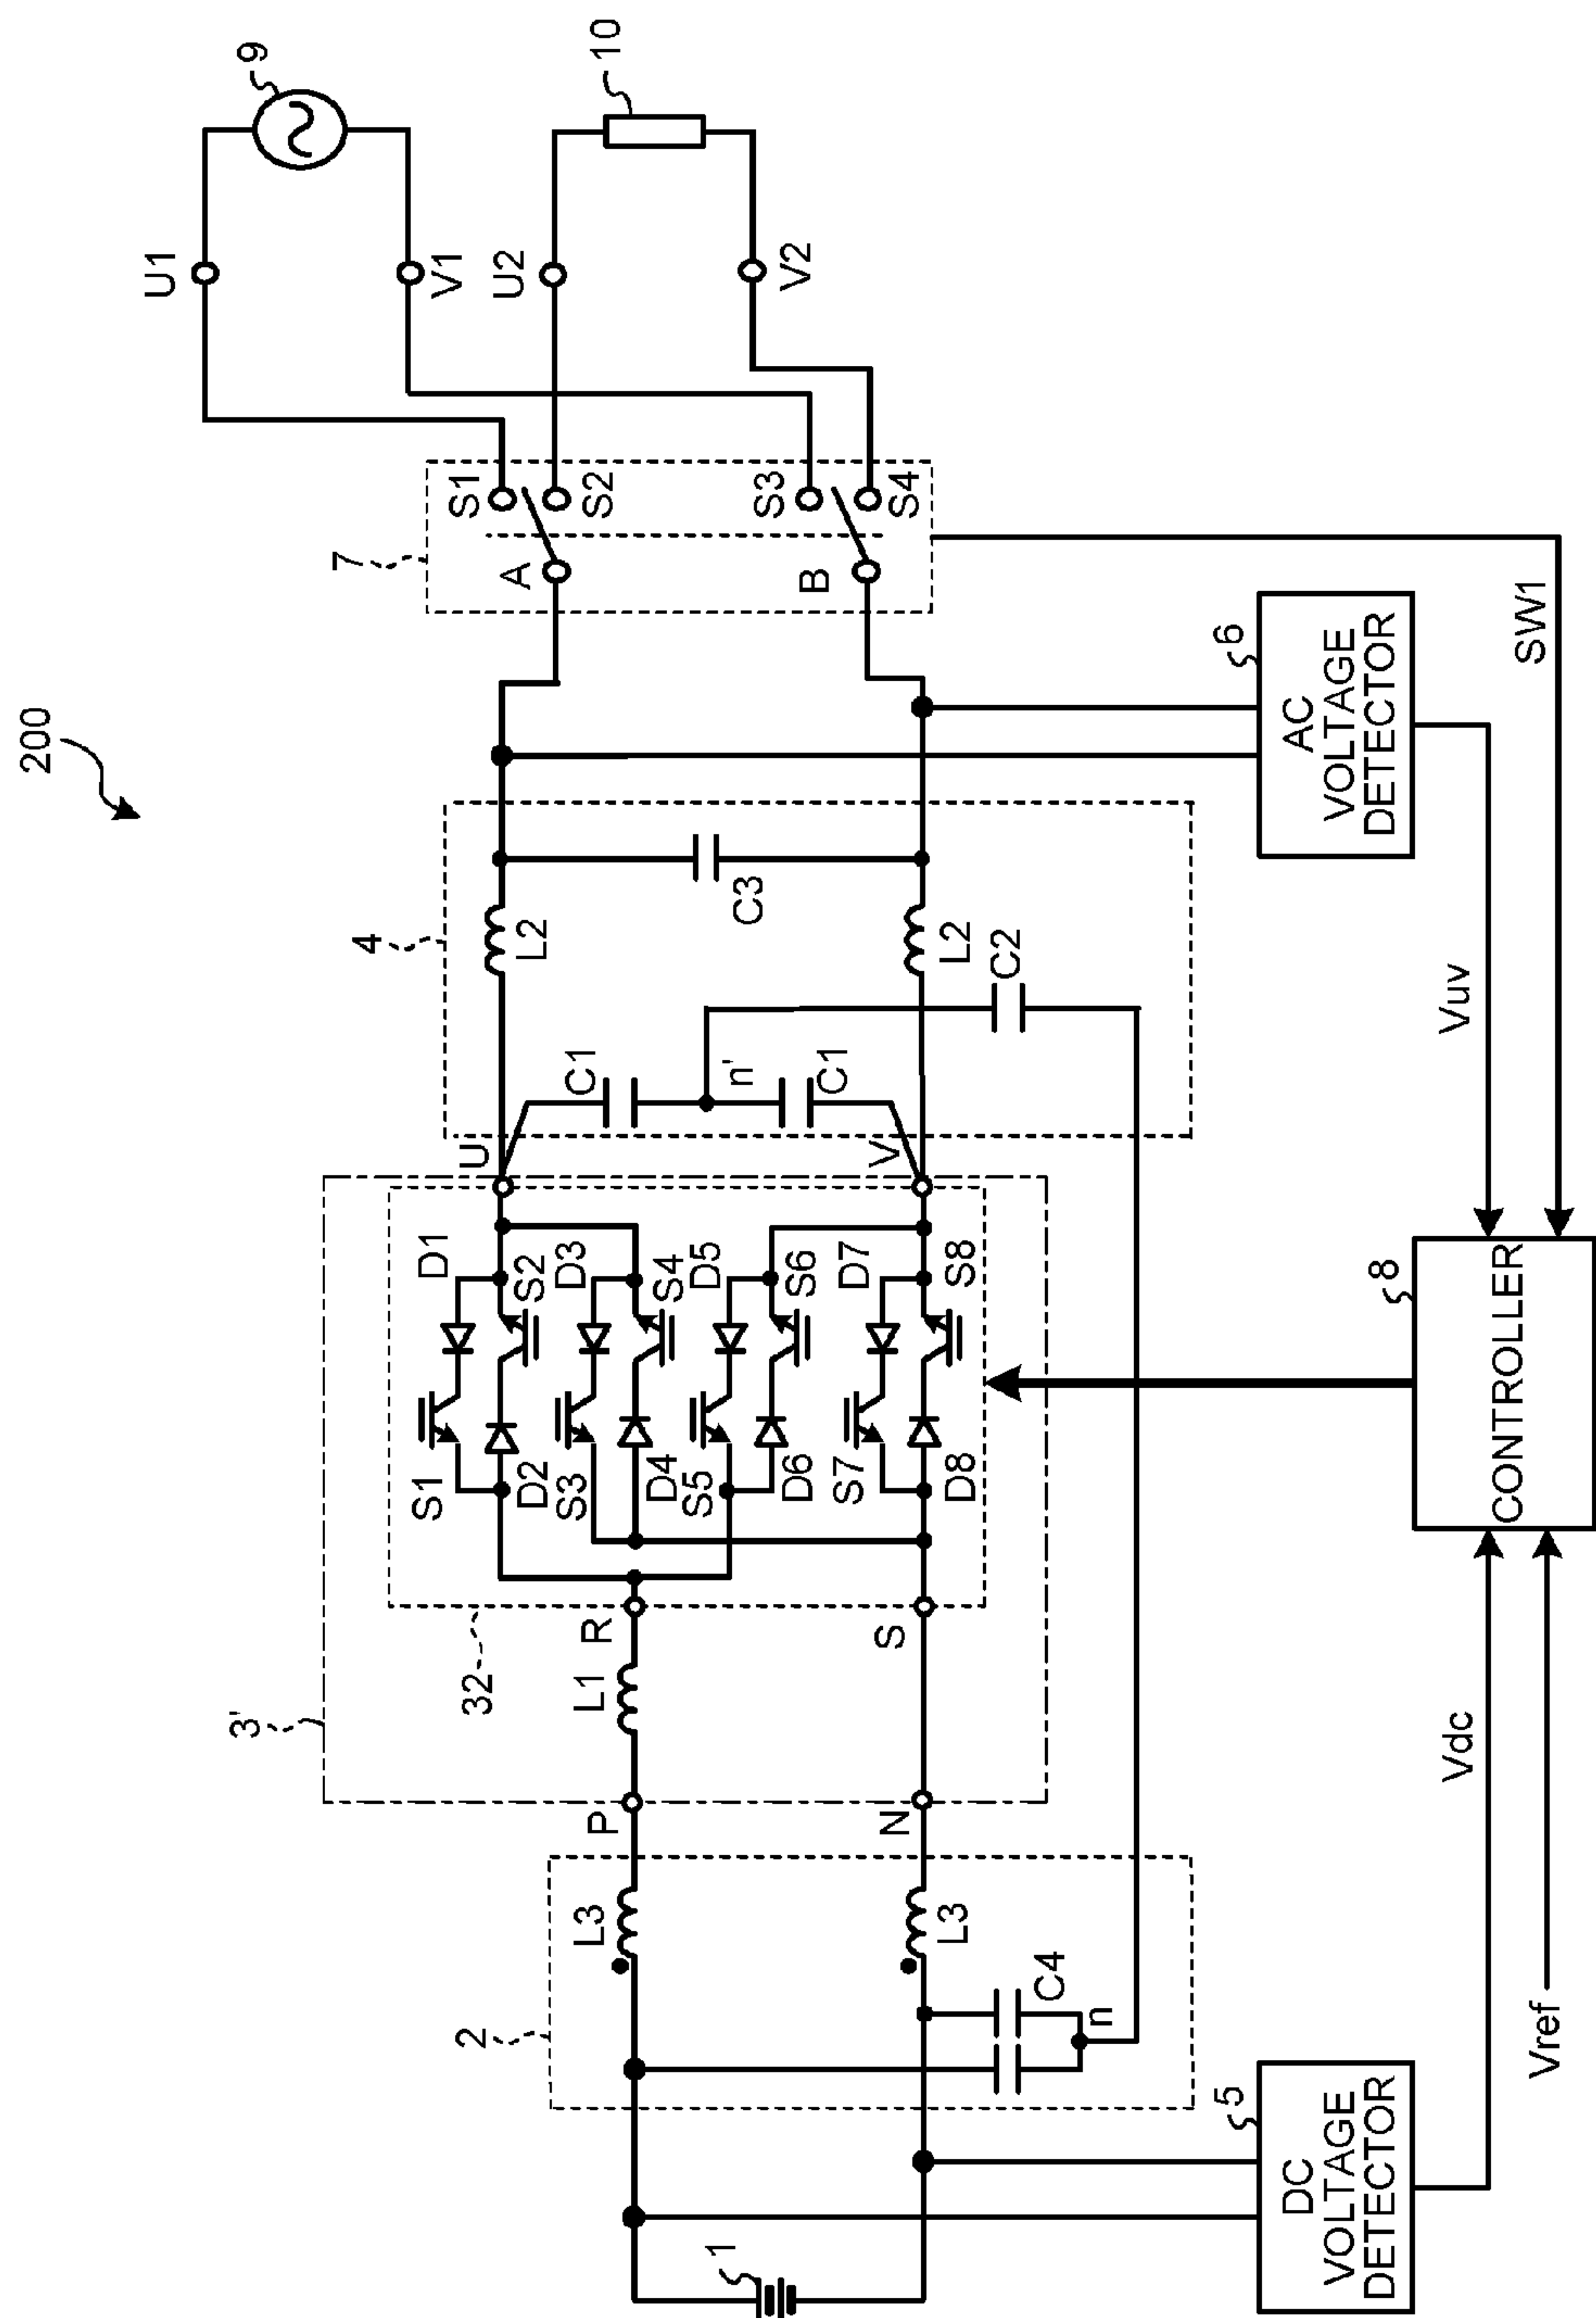 200
9
U1
V1
10
U2
V2
7
S1
S2
A
S3
S4
B
4
L2
C3
L2
C1
n'
C1
C2
U
V
3'
32
D1
S1
S2
D2
D3
S3
S4
D4
D5
S5
S6
D6
D7
S7
S8
D8
R
L1
S
P
N
2
L3
L3
C4
n
1
5
DC
VOLTAGE
DETECTOR
6
AC
VOLTAGE
DETECTOR
8
CONTROLLER
Vdc
Vref
Vuv
SW1